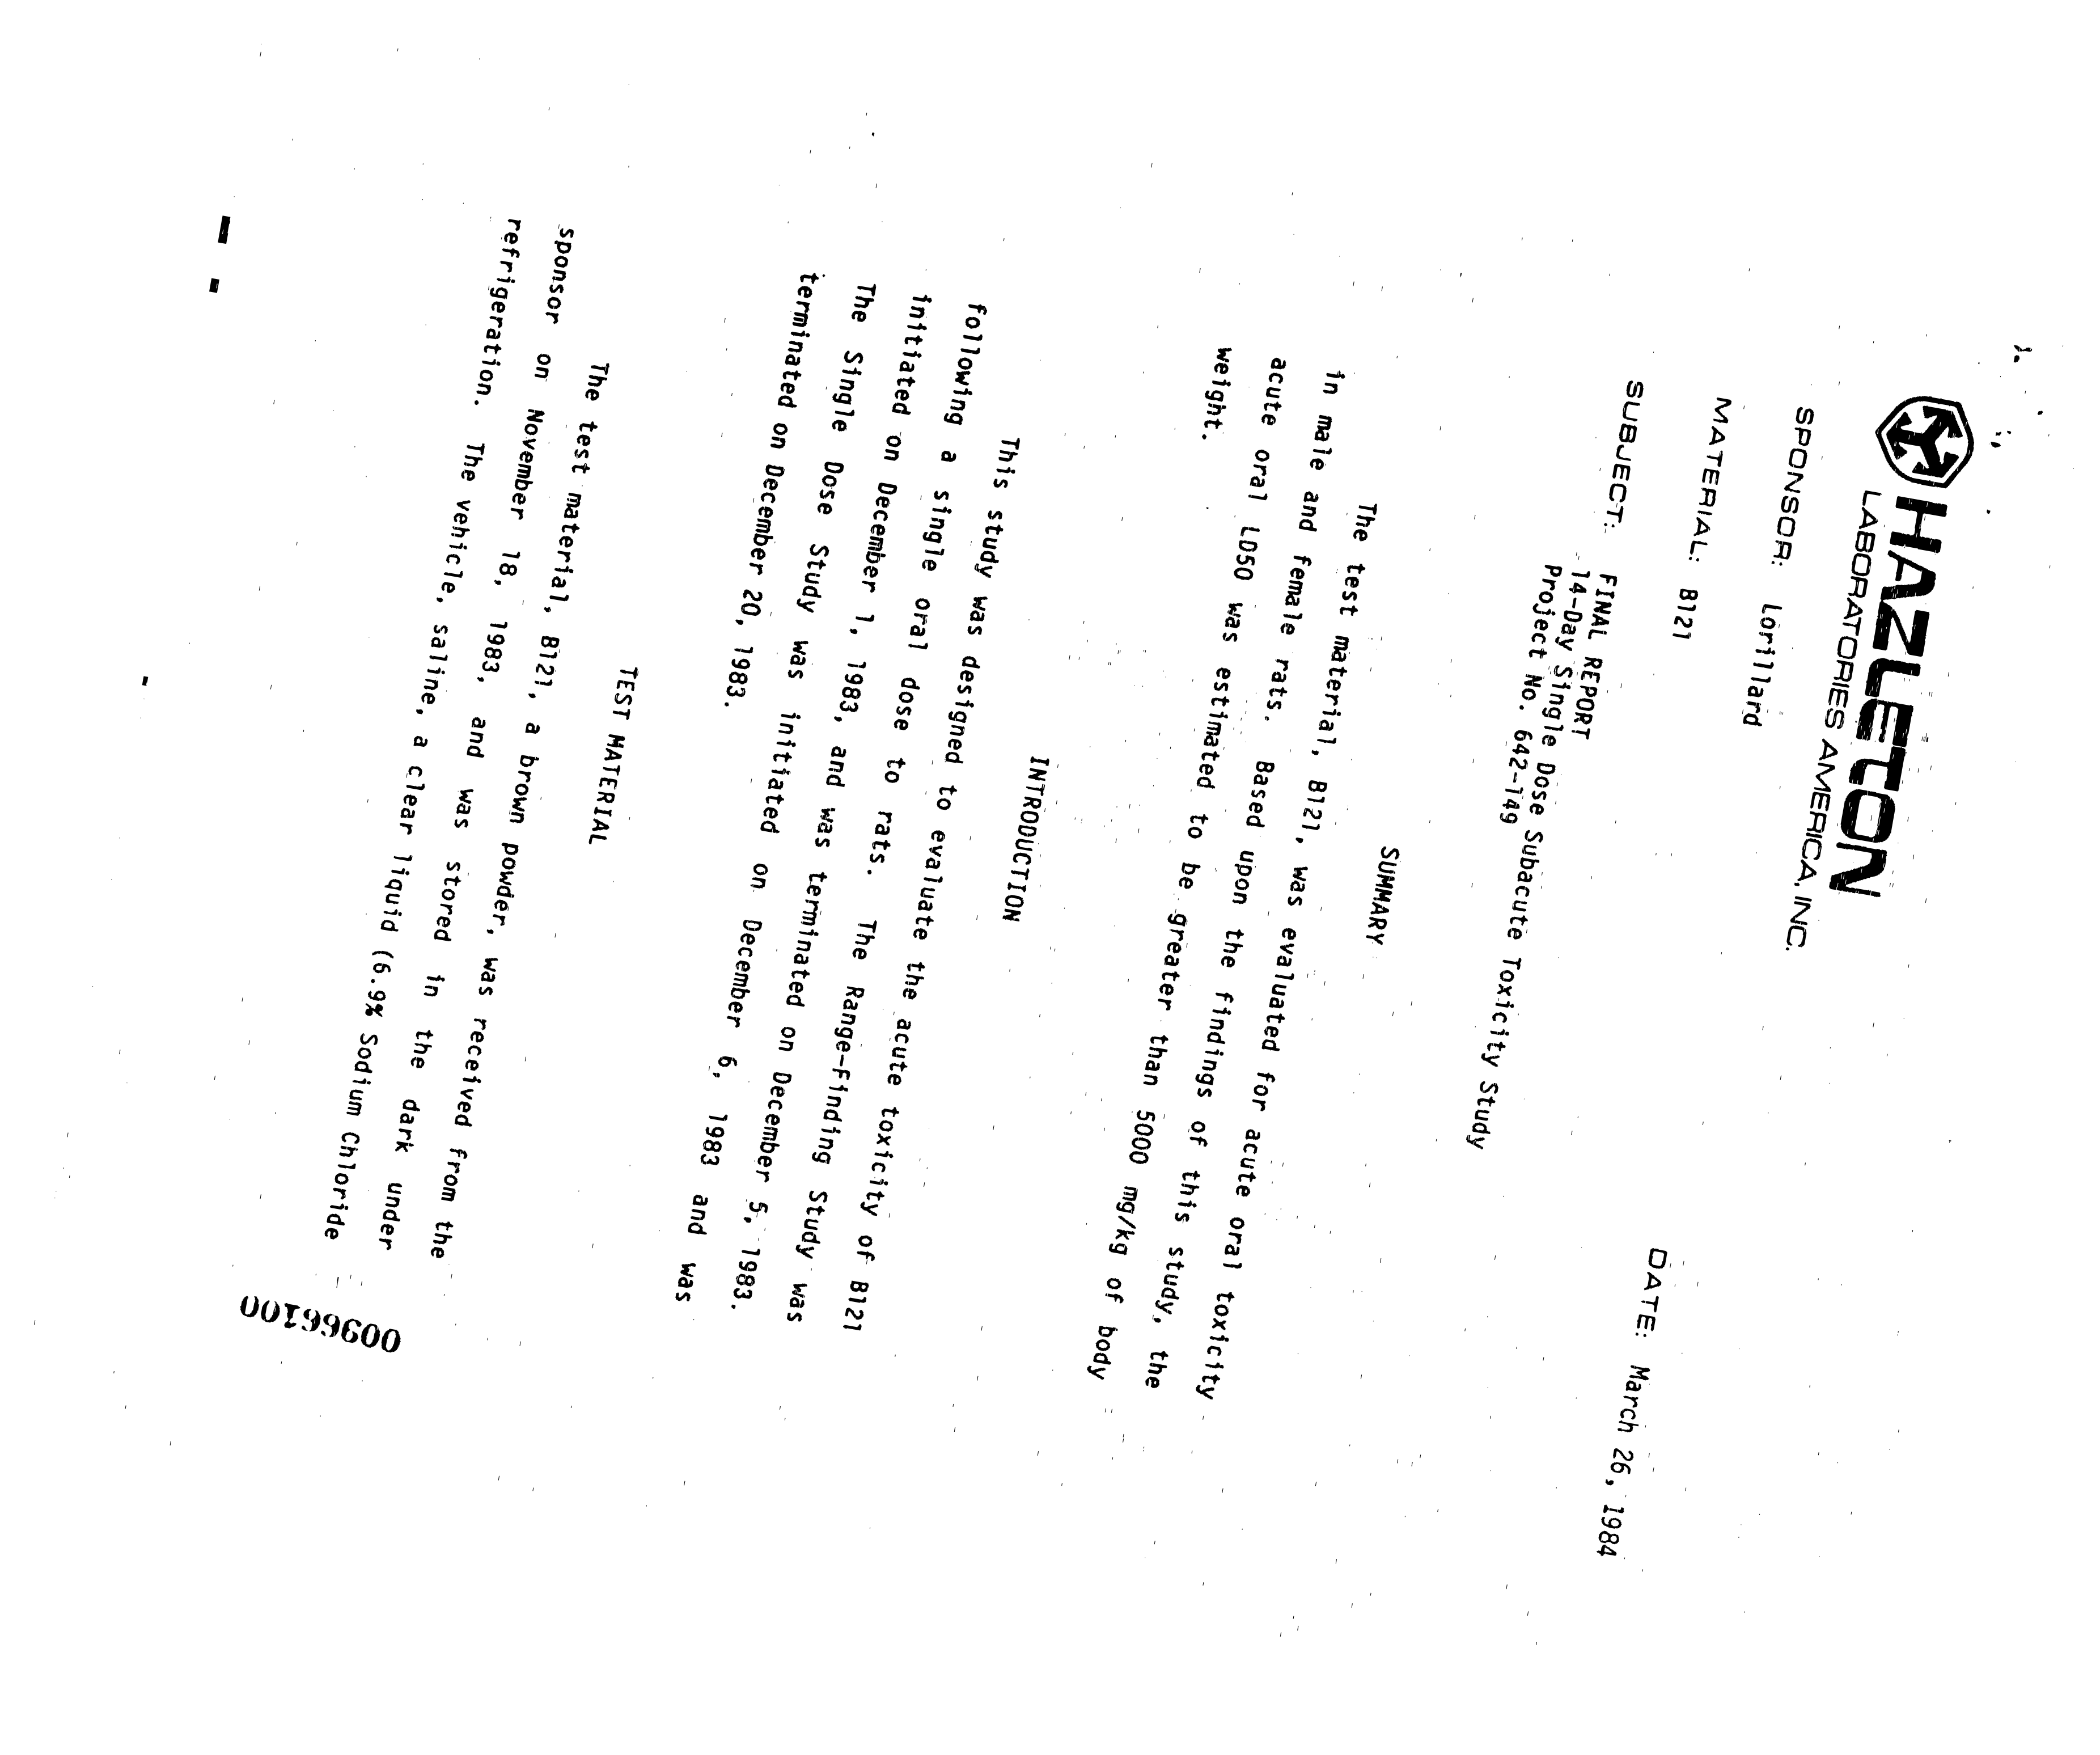 HAZLETON
LABORATORIES AMERICA, INC.
SPONSOR: Lorillard
DATE: March 26, 1984
MATERIAL: B121
SUBJECT: FINAL REPORT
14-Day Single Dose Subacute Toxicity Study
Project No. 642-149
SUMMARY
The test material, B121, was evaluated for acute oral toxicity
in male and female rats. Based upon the findings of this study, the
acute oral LD50 was estimated to be greater than 5000 mg/kg of body
weight.
INTRODUCTION
This study was designed to evaluate the acute toxicity of B121
following a single oral dose to rats. The Range-Finding Study was
initiated on December 1, 1983, and was terminated on December 5, 1983.
The Single Dose Study was initiated on December 6, 1983 and was
terminated on December 20, 1983.
TEST MATERIAL
The test material, B121, a brown powder, was received from the
sponsor on November 18, 1983, and was stored in the dark under
refrigeration. The vehicle, saline, a clear liquid (6.9% Sodium Chloride
00966100